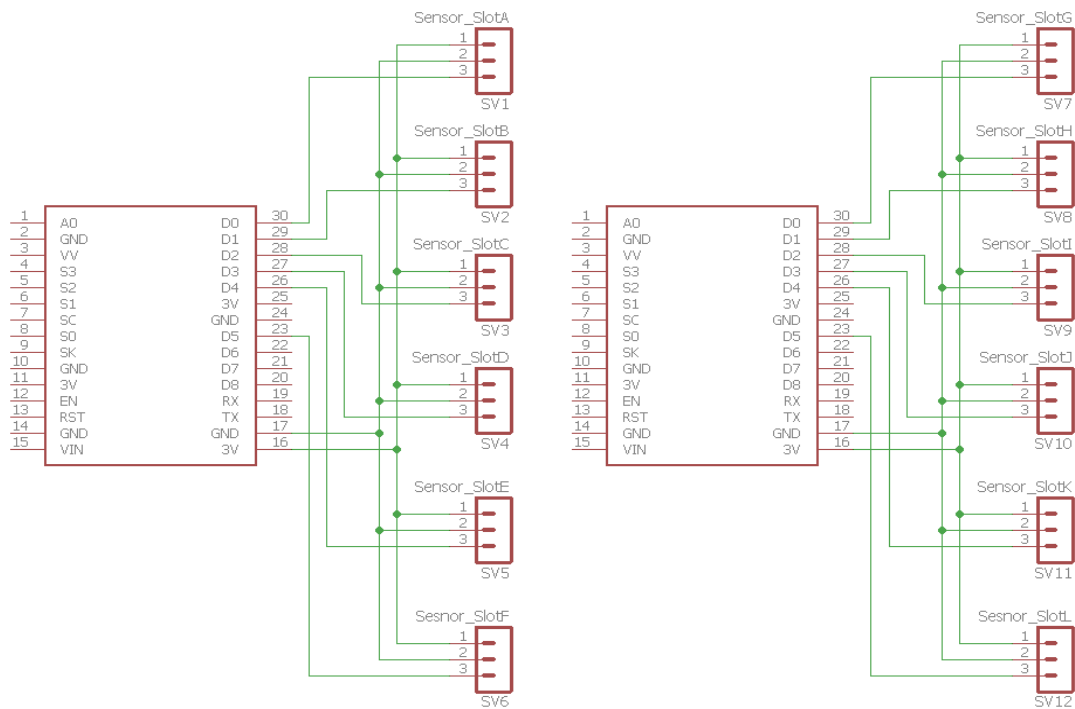 Sensor_SlotA
1
2
3
SV1
Sensor_SlotB
1
2
3
SV2
Sensor_SlotC
1
2
3
SV3
Sensor_SlotD
1
2
3
SV4
Sensor_SlotE
1
2
3
SV5
Sesnor_SlotF
1
2
3
SV6
1 A0 D0 30
2 GND D1 29
3 VV D2 28
4 S3 D3 27
5 S2 D4 26
6 S1 3V 25
7 SC GND 24
8 S0 D5 23
9 SK D6 22
10 GND D7 21
11 3V D8 20
12 EN RX 19
13 RST TX 18
14 GND GND 17
15 VIN 3V 16
Sensor_SlotG
1
2
3
SV7
Sensor_SlotH
1
2
3
SV8
Sensor_SlotI
1
2
3
SV9
Sensor_SlotJ
1
2
3
SV10
Sensor_SlotK
1
2
3
SV11
Sesnor_SlotL
1
2
3
SV12
1 A0 D0 30
2 GND D1 29
3 VV D2 28
4 S3 D3 27
5 S2 D4 26
6 S1 3V 25
7 SC GND 24
8 S0 D5 23
9 SK D6 22
10 GND D7 21
11 3V D8 20
12 EN RX 19
13 RST TX 18
14 GND GND 17
15 VIN 3V 16